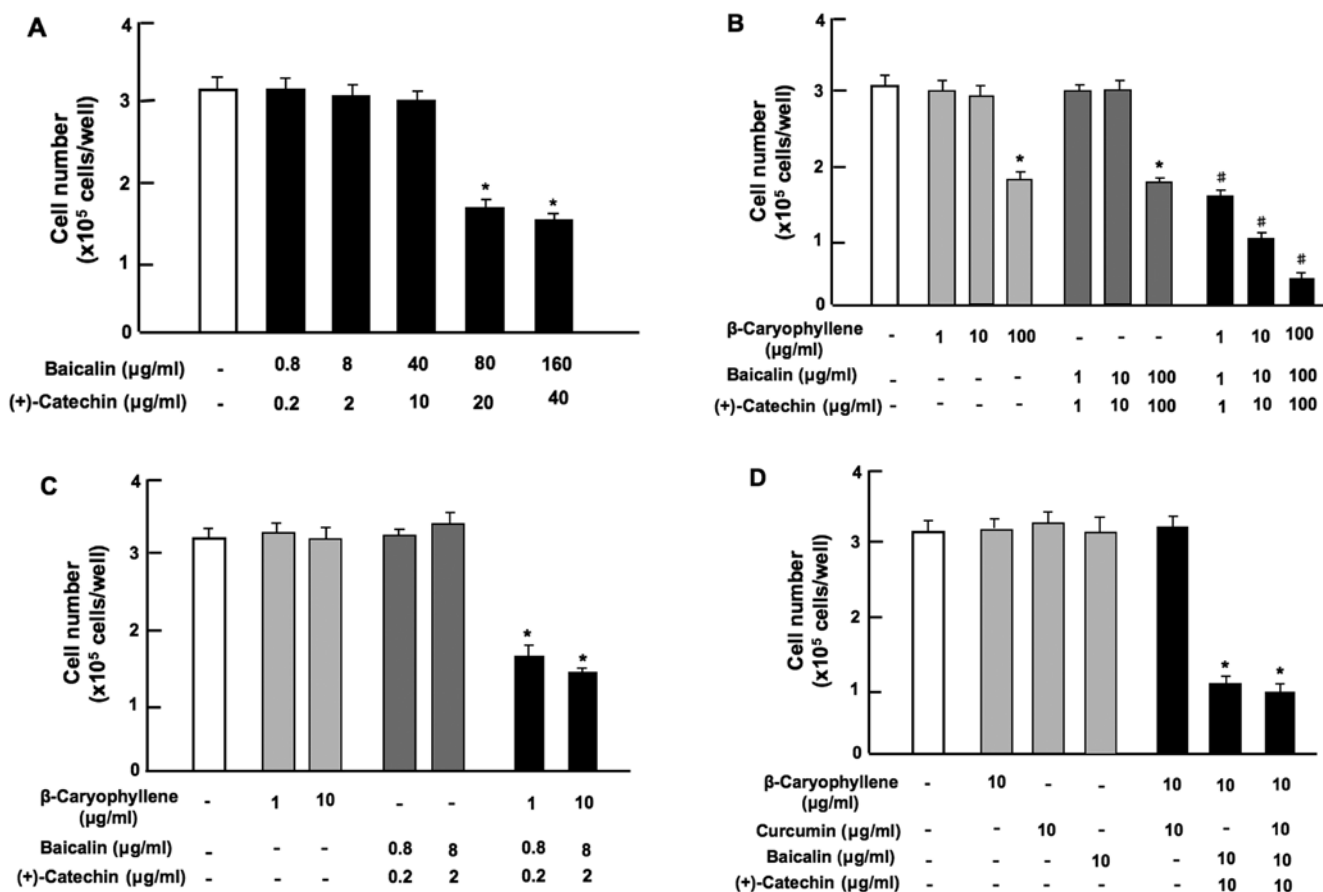 A
4
3
2
1
0
Cell number
(x10⁵ cells/well)
* *
Baicalin (µg/ml) - 0.8 8 40 80 160
(+)-Catechin (µg/ml) - 0.2 2 10 20 40
B
4
3
2
1
0
Cell number
(x10⁵ cells/well)
* * # # #
β-Caryophyllene
(µg/ml)
- 1 10 100 - - - 1 10 100
Baicalin (µg/ml) - - - - 1 10 100 1 10 100
(+)-Catechin (µg/ml) - - - - 1 10 100 1 10 100
C
4
3
2
1
0
Cell number
(x10⁵ cells/well)
* *
β-Caryophyllene
(µg/ml)
- 1 10 - - 1 10
Baicalin (µg/ml) - - - 0.8 8 0.8 8
(+)-Catechin (µg/ml) - - - 0.2 2 0.2 2
D
4
3
2
1
0
Cell number
(x10⁵ cells/well)
* *
β-Caryophyllene
(µg/ml)
- 10 - - 10 10 10
Curcumin (µg/ml) - - 10 - 10 - 10
Baicalin (µg/ml) - - - 10 - 10 10
(+)-Catechin (µg/ml) - - - - - 10 10